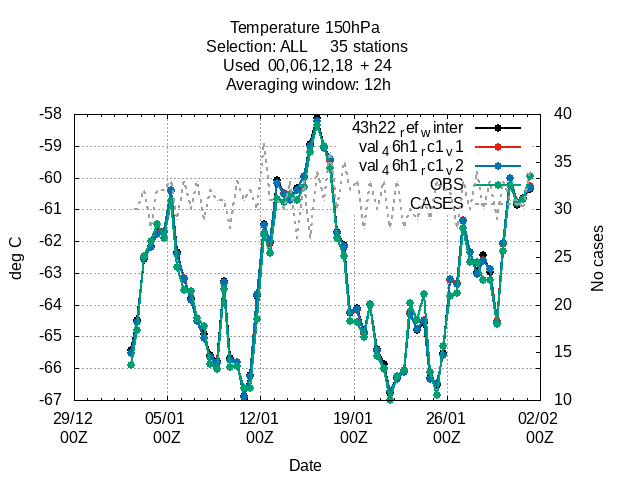 Temperature 150hPa
Selection: ALL 35 stations
Used 00,06,12,18 + 24
Averaging window: 12h
43h22 ref winter
val 46h1 rc1 v1
val 46h1 rc1 v2
OBS
CASES
-58
-59
-60
-61
-62
-63
-64
-65
-66
-67
deg C
40
35
30
25
20
15
10
No cases
29/12 05/01 12/01 19/01 26/01 02/02
00Z 00Z 00Z 00Z 00Z 00Z
Date